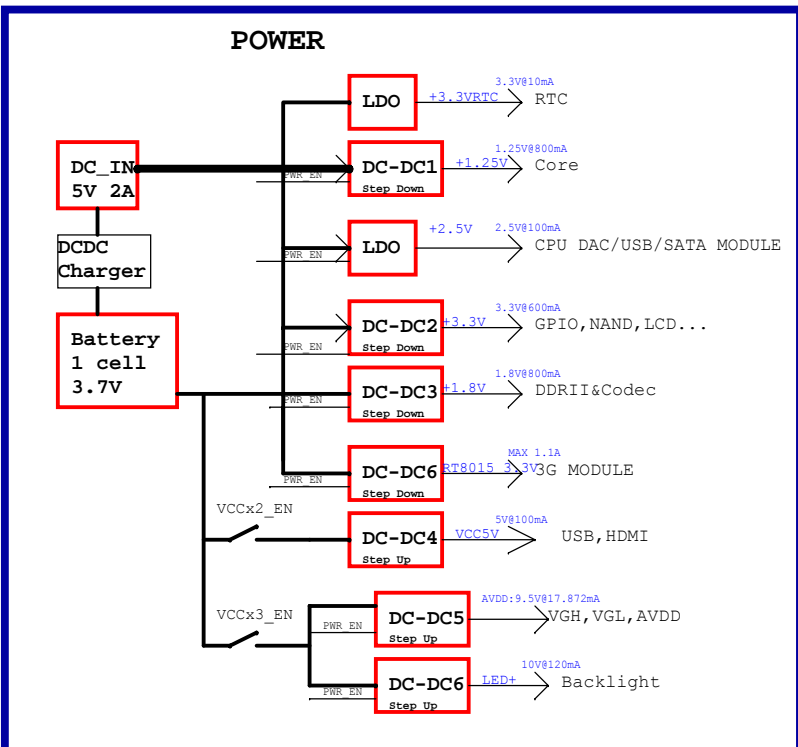 POWER
3.3V@10mA
LDO +3.3VRTC RTC
1.25V@800mA
DC_IN
5V 2A
DC-DC1 +1.25V Core
PWR_EN Step Down
+2.5V 2.5V@100mA
DCDC
Charger
LDO CPU DAC/USB/SATA MODULE
PWR_EN
3.3V@600mA
Battery
1 cell
3.7V
DC-DC2 +3.3V GPIO,NAND,LCD...
PWR_EN Step Down
1.8V@800mA
DC-DC3 +1.8V DDRII&Codec
PWR_EN Step Down
MAX 1.1A
DC-DC6 RT8015 3.3V 3G MODULE
PWR_EN Step Down
VCCx2_EN
5V@100mA
DC-DC4 VCC5V USB,HDMI
Step Up
AVDD:9.5V@17.872mA
VCCx3_EN
DC-DC5 VGH,VGL,AVDD
PWR_EN Step Up
10V@120mA
DC-DC6 LED+ Backlight
PWR_EN Step Up